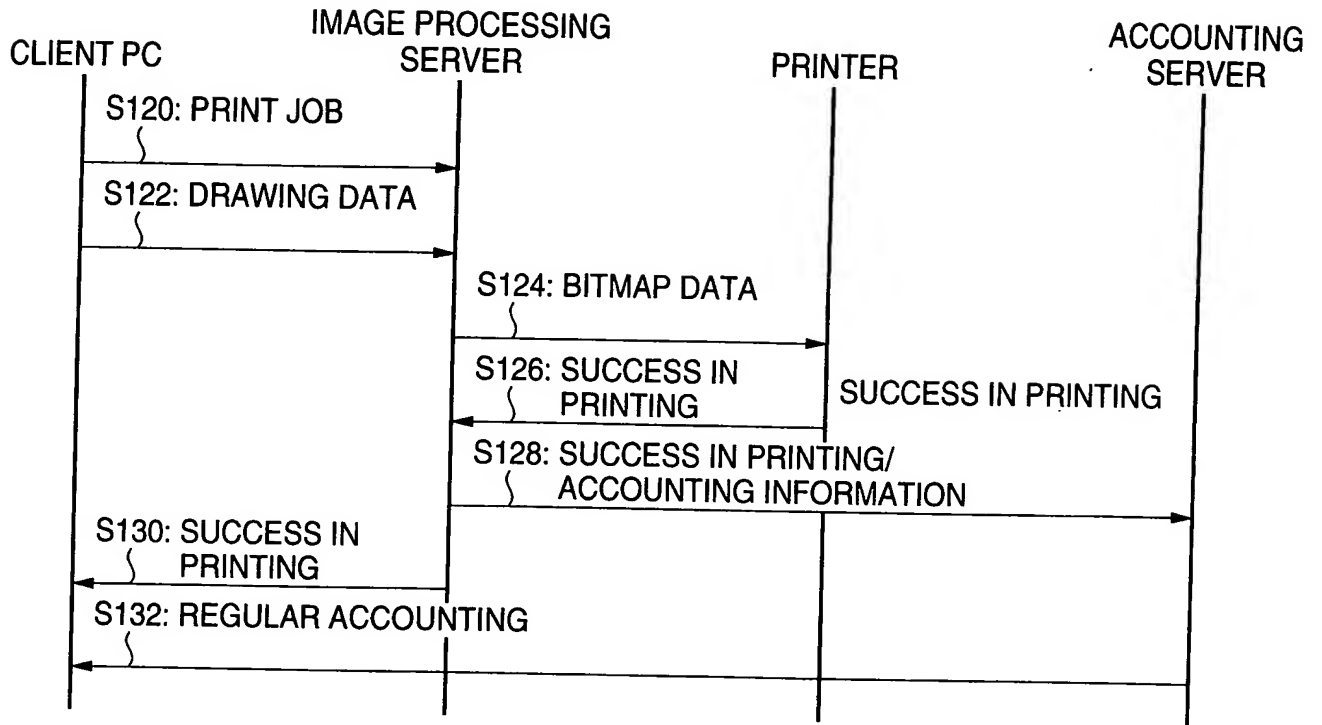 CLIENT PC
IMAGE PROCESSING
SERVER
PRINTER
ACCOUNTING
SERVER
S120: PRINT JOB
S122: DRAWING DATA
S124: BITMAP DATA
S126: SUCCESS IN
PRINTING
SUCCESS IN PRINTING
S128: SUCCESS IN PRINTING/
ACCOUNTING INFORMATION
S130: SUCCESS IN
PRINTING
S132: REGULAR ACCOUNTING